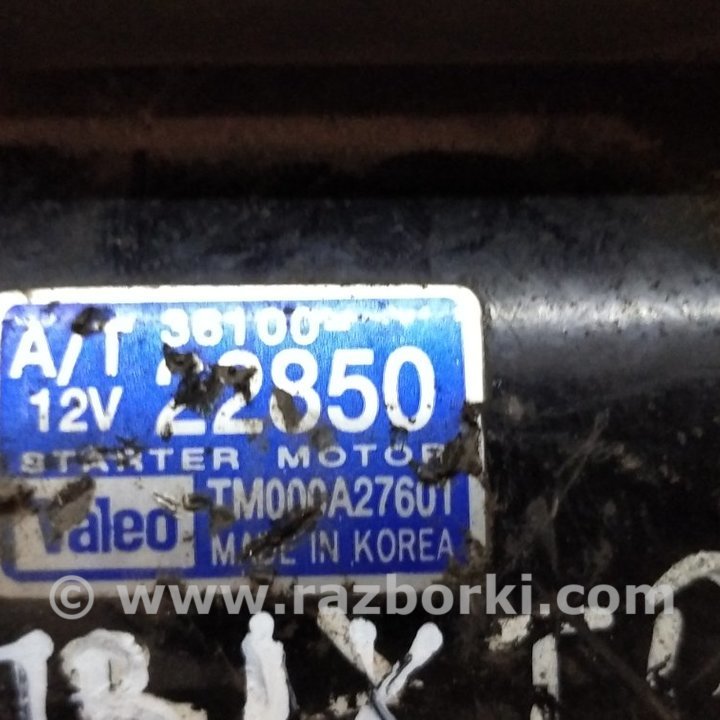 A/T 36100-
12V 22850
STARTER MOTOR
Valeo TM000A27601
MADE IN KOREA
© www.razborki.com